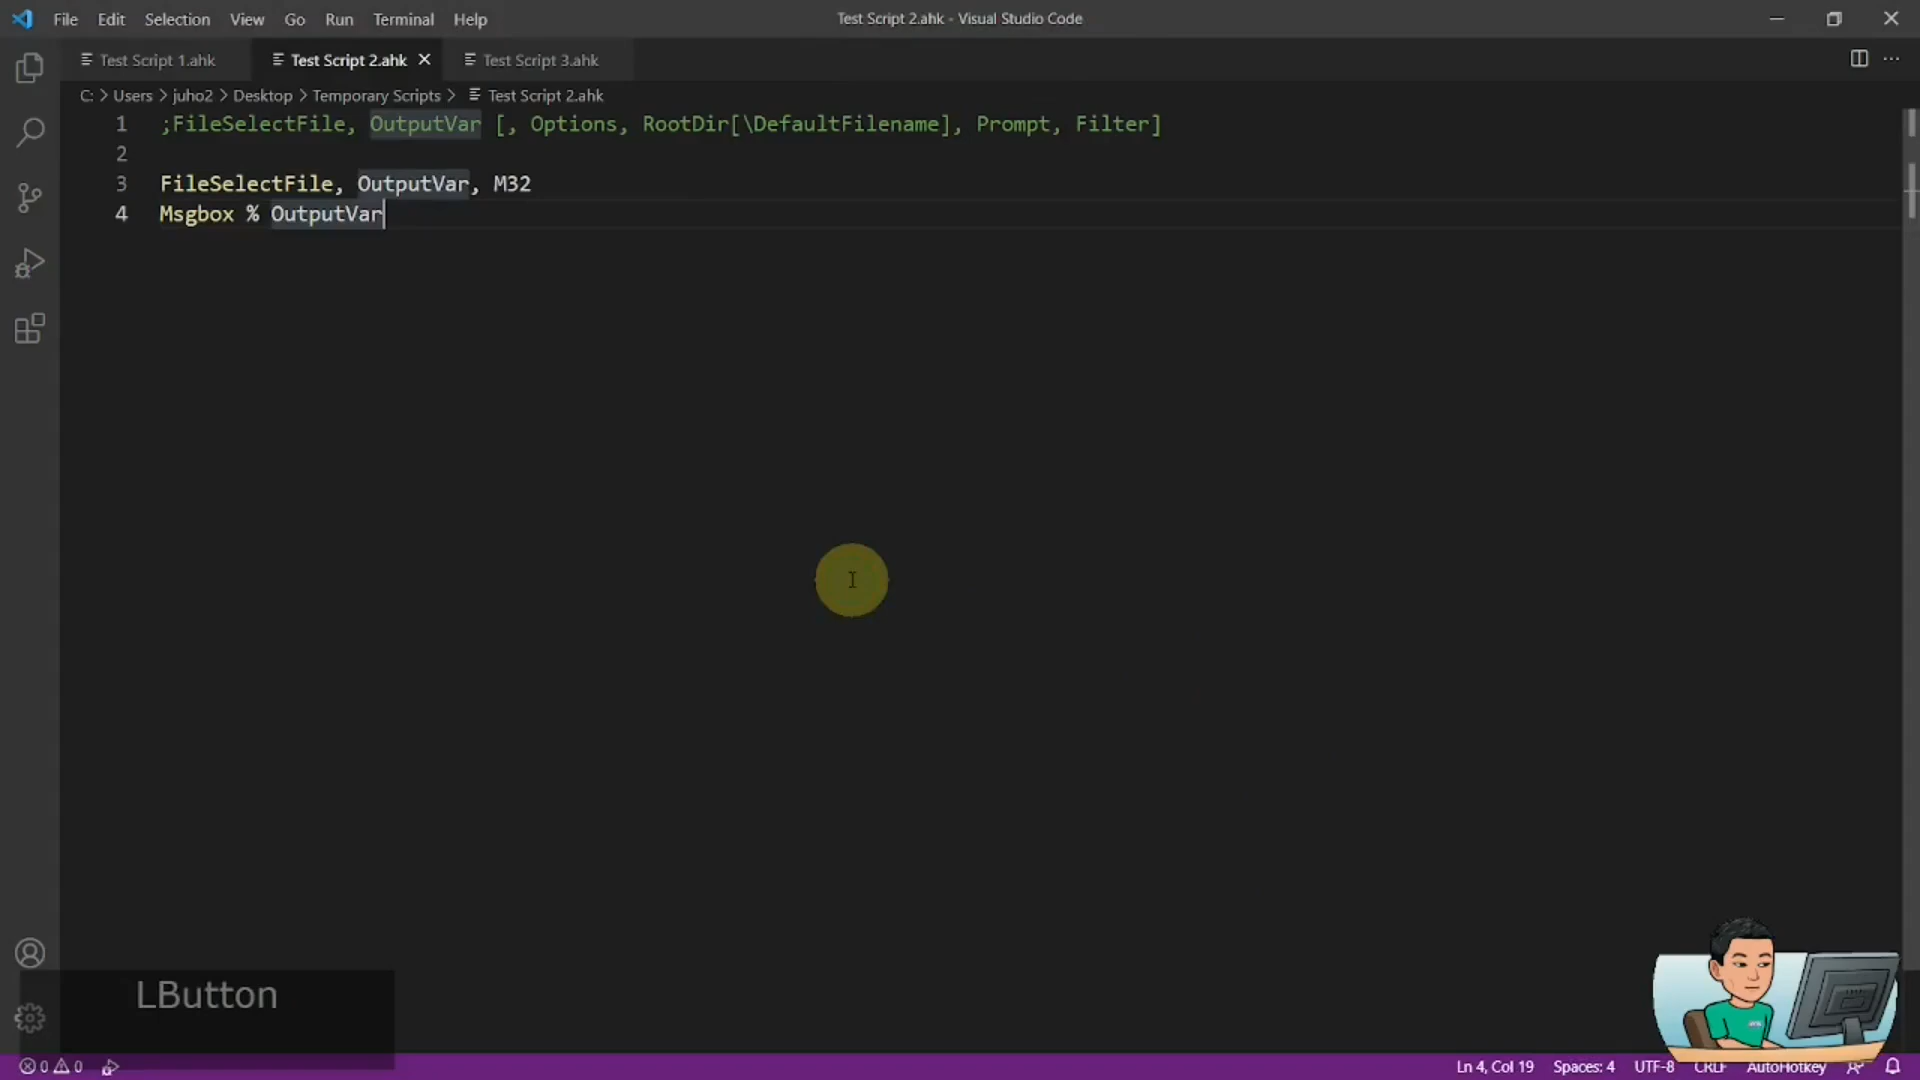 File Edit Selection View Go Run Terminal Help
Test Script 2.ahk - Visual Studio Code
Test Script 1.ahk Test Script 2.ahk Test Script 3.ahk
C: > Users > juho2 > Desktop > Temporary Scripts > Test Script 2.ahk
1 ;FileSelectFile, OutputVar [, Options, RootDir[\DefaultFilename], Prompt, Filter]
2
3 FileSelectFile, OutputVar, M32
4 Msgbox % OutputVar
LButton
0 0 Ln 4, Col 19 Spaces: 4 UTF-8 CRLF AutoHotkey